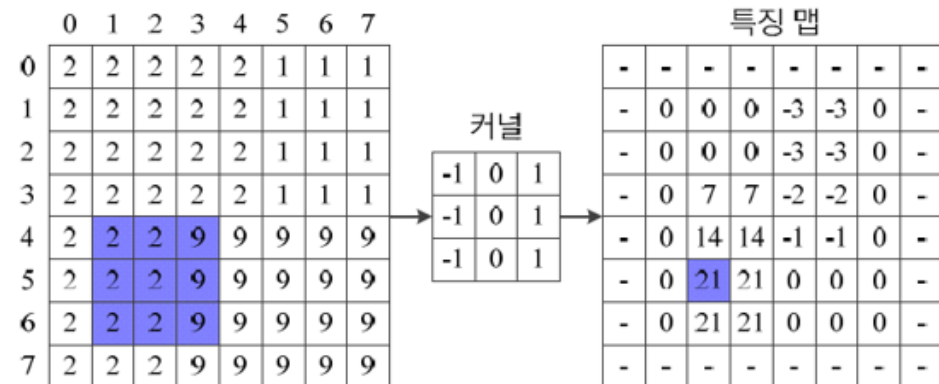 특징 맵
0 1 2 3 4 5 6 7
0 2 2 2 2 2 1 1 1 - - - - - - - -
1 2 2 2 2 2 1 1 1 - 0 0 0 -3 -3 0 -
커널
2 2 2 2 2 2 1 1 1 - 0 0 0 -3 -3 0 -
-1 0 1
3 2 2 2 2 2 1 1 1 - 0 7 7 -2 -2 0 -
-1 0 1
4 2 2 2 9 9 9 9 9 - 0 14 14 -1 -1 0 -
-1 0 1
5 2 2 2 9 9 9 9 9 - 0 21 21 0 0 0 -
6 2 2 2 9 9 9 9 9 - 0 21 21 0 0 0 -
7 2 2 2 9 9 9 9 9 - - - - - - - -